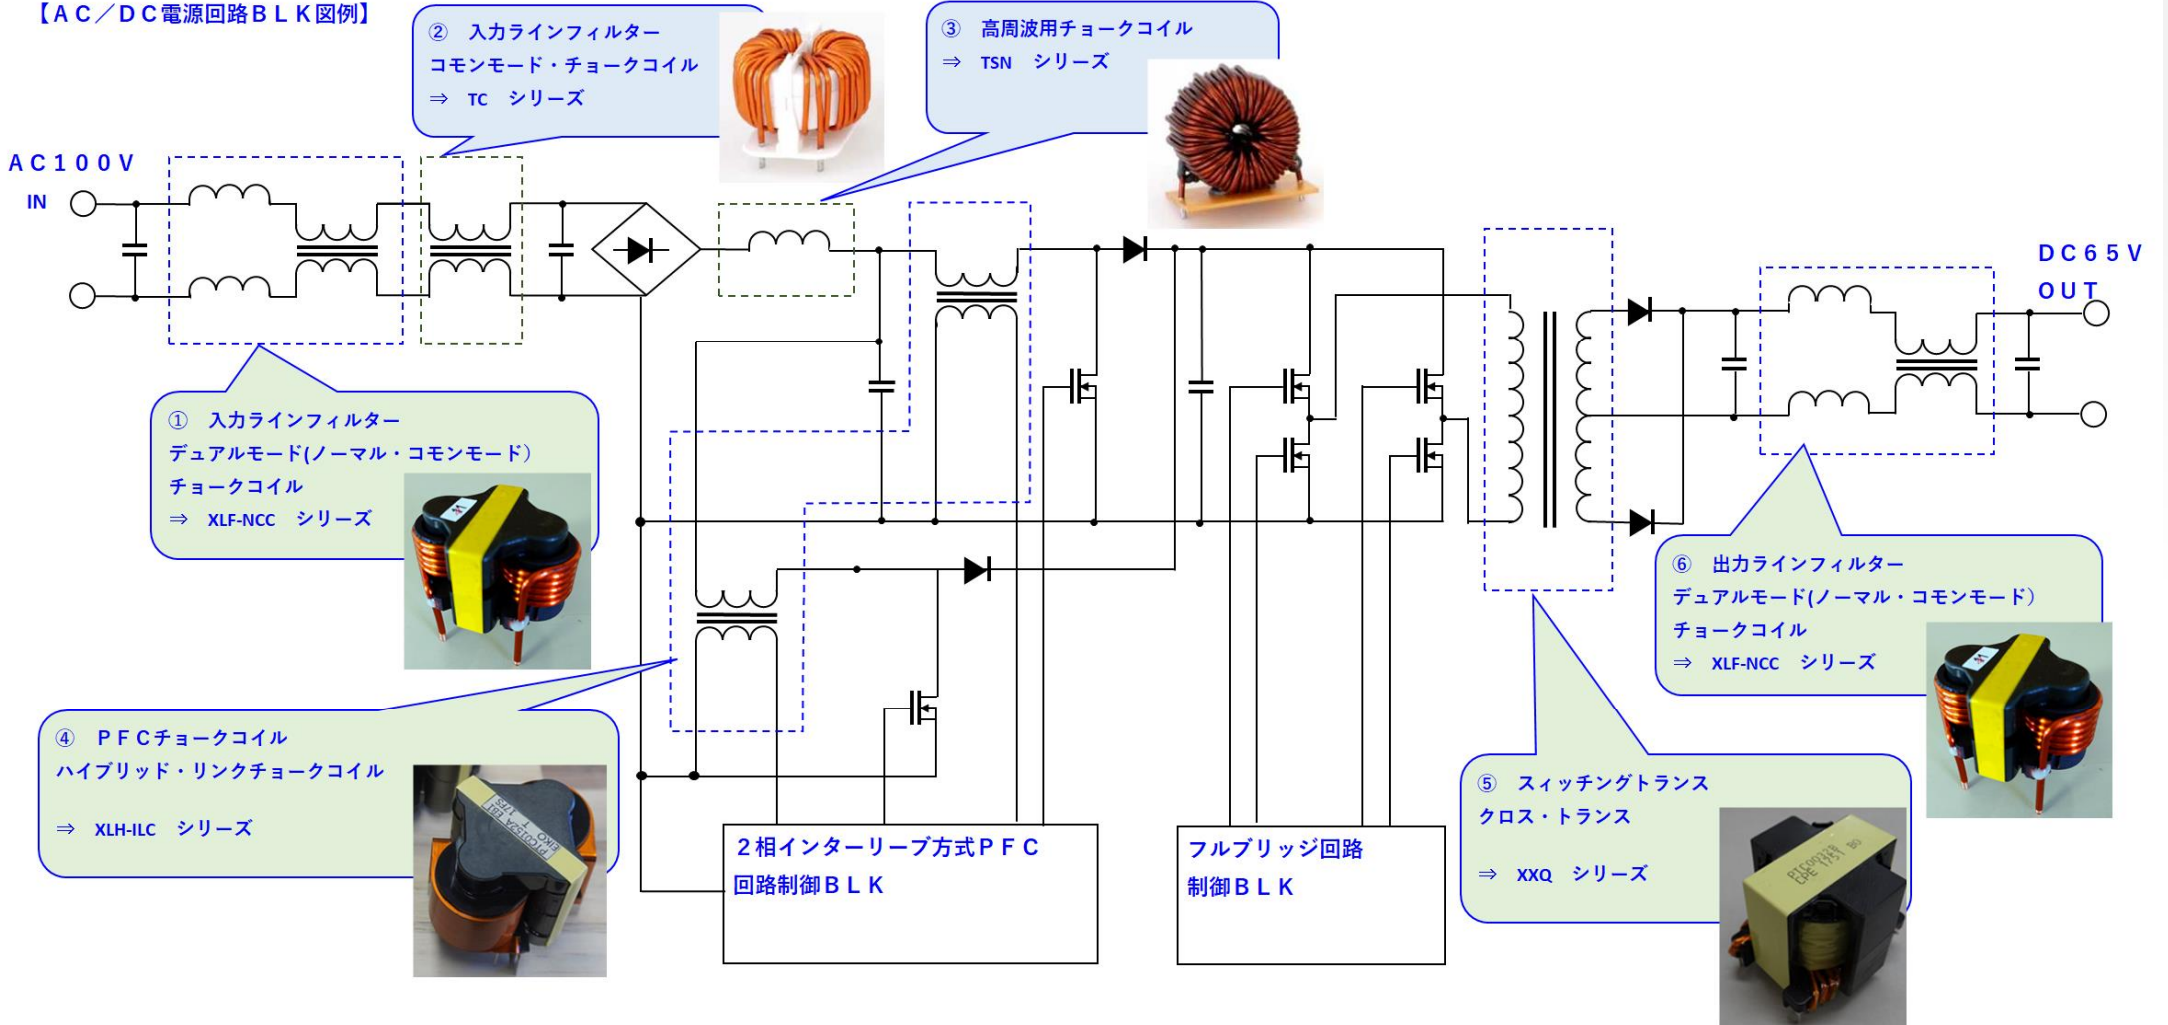 【ＡＣ／ＤＣ電源回路ＢＬＫ図例】
② 入力ラインフィルター
コモンモード・チョークコイル
⇒ TC シリーズ
③ 高周波用チョークコイル
⇒ TSN シリーズ
ＡＣ１００Ｖ
IN
ＤＣ６５Ｖ
ＯＵＴ
① 入力ラインフィルター
デュアルモード(ノーマル・コモンモード）
チョークコイル
⇒ XLF-NCC シリーズ
⑥ 出力ラインフィルター
デュアルモード(ノーマル・コモンモード）
チョークコイル
⇒ XLF-NCC シリーズ
④ ＰＦＣチョークコイル
ハイブリッド・リンクチョークコイル
⇒ XLH-ILC シリーズ
⑤ スィッチングトランス
クロス・トランス
⇒ XXQ シリーズ
２相インターリーブ方式ＰＦＣ
回路制御ＢＬＫ
フルブリッジ回路
制御ＢＬＫ